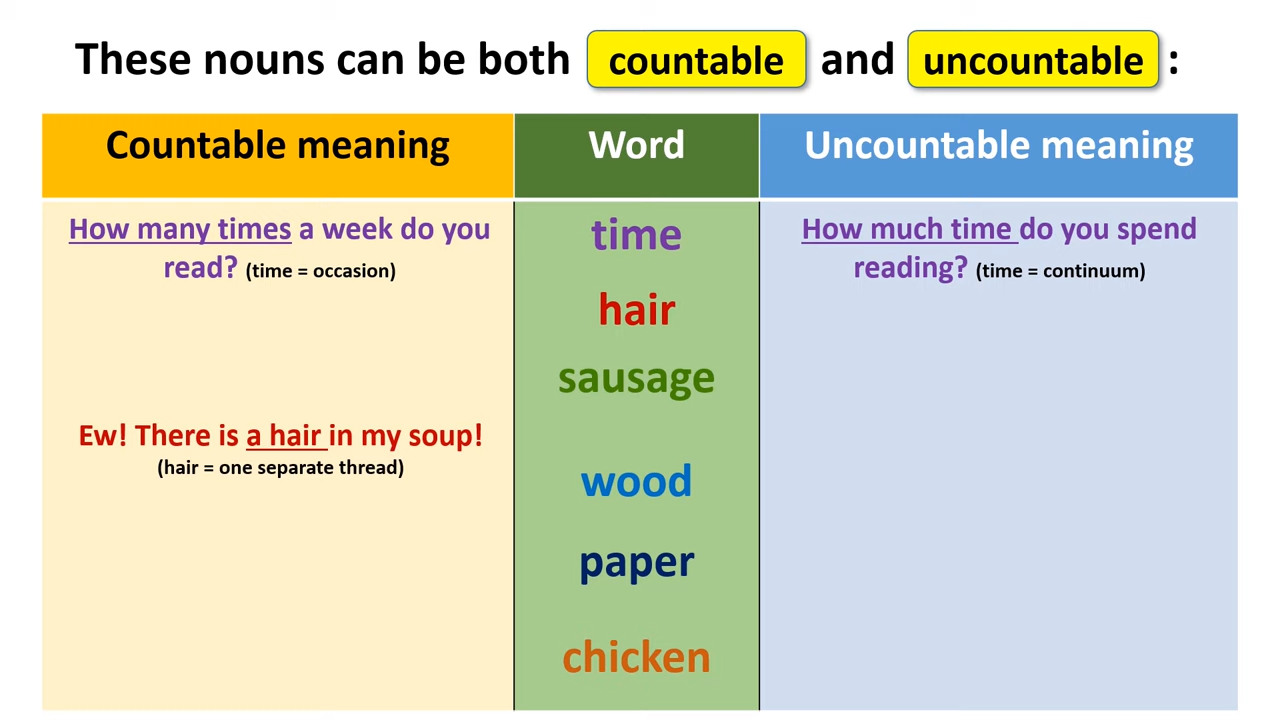 These nouns can be both countable and uncountable :
Countable meaning Word Uncountable meaning
How many times a week do you
read? (time = occasion)
time
How much time do you spend
reading? (time = continuum)
hair
sausage
Ew! There is a hair in my soup!
(hair = one separate thread)
wood
paper
chicken